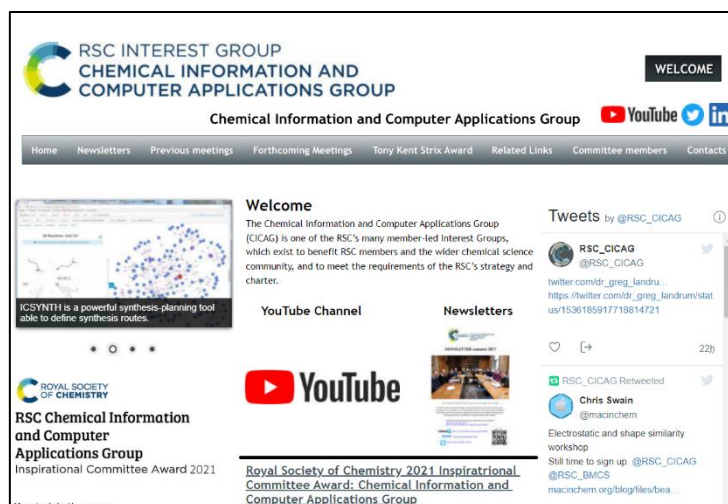 RSC INTEREST GROUP
CHEMICAL INFORMATION AND
COMPUTER APPLICATIONS GROUP
WELCOME
Chemical Information and Computer Applications Group
YouTube
in
Home Newsletters Previous meetings Forthcoming Meetings Tony Kent Strix Award Related Links Committee members Contacts
ICSYNTH is a powerful synthesis-planning tool
able to define synthesis routes.
ROYAL SOCIETY
OF CHEMISTRY
RSC Chemical Information
and Computer
Applications Group
Inspirational Committee Award 2021
Welcome
The Chemical Information and Computer Applications Group
(CICAG) is one of the RSC's many member-led Interest Groups,
which exist to benefit RSC members and the wider chemical science
community, and to meet the requirements of the RSC's strategy and
charter.
YouTube Channel
Newsletters
YouTube
NEWSLETTER summer 2017
Royal Society of Chemistry 2021 Inspiratrional
Committee Award: Chemical Information and
Computer Applications Group
Tweets by @RSC_CICAG
RSC_CICAG
@RSC_CICAG
twitter.com/dr_greg_landru...
https://twitter.com/dr_greg_landrum/stat
us/1536185917718814721
22h
RSC_CICAG Retweeted
Chris Swain
@macinchem
Electrostatic and shape similarity
workshop
Still time to sign up. @RSC_CICAG
@RSC_BMCS
macinchem.org/blog/files/bea...